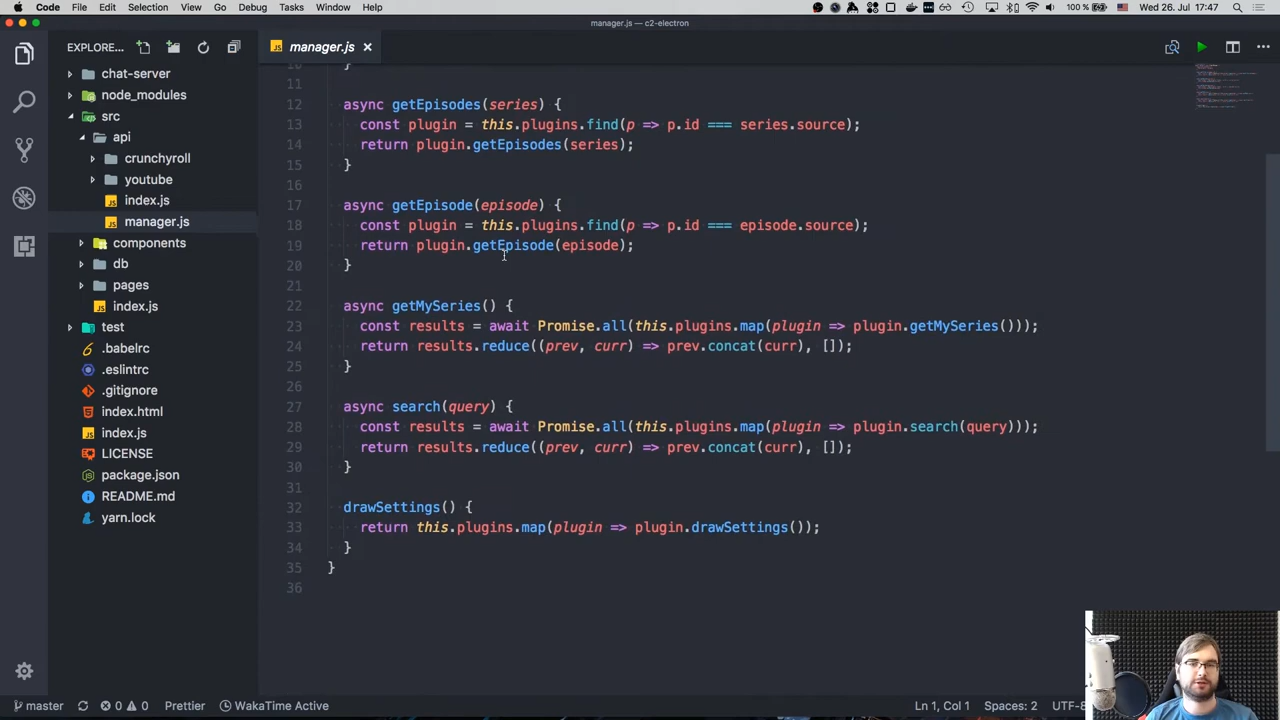 Code File Edit Selection View Go Debug Tasks Window Help 100 % Wed 26. Jul 17:47
manager.js — c2-electron
EXPLORE...
manager.js
chat-server
node_modules
src
api
crunchyroll
youtube
index.js
manager.js
components
db
pages
index.js
test
.babelrc
.eslintrc
.gitignore
index.html
index.js
LICENSE
package.json
README.md
yarn.lock
10 }
11
12 async getEpisodes(series) {
13 const plugin = this.plugins.find(p => p.id === series.source);
14 return plugin.getEpisodes(series);
15 }
16
17 async getEpisode(episode) {
18 const plugin = this.plugins.find(p => p.id === episode.source);
19 return plugin.getEpisode(episode);
20 }
21
22 async getMySeries() {
23 const results = await Promise.all(this.plugins.map(plugin => plugin.getMySeries()));
24 return results.reduce((prev, curr) => prev.concat(curr), []);
25 }
26
27 async search(query) {
28 const results = await Promise.all(this.plugins.map(plugin => plugin.search(query)));
29 return results.reduce((prev, curr) => prev.concat(curr), []);
30 }
31
32 drawSettings() {
33 return this.plugins.map(plugin => plugin.drawSettings());
34 }
35 }
36
master 0 0 Prettier WakaTime Active Ln 1, Col 1 Spaces: 2 UTF-8